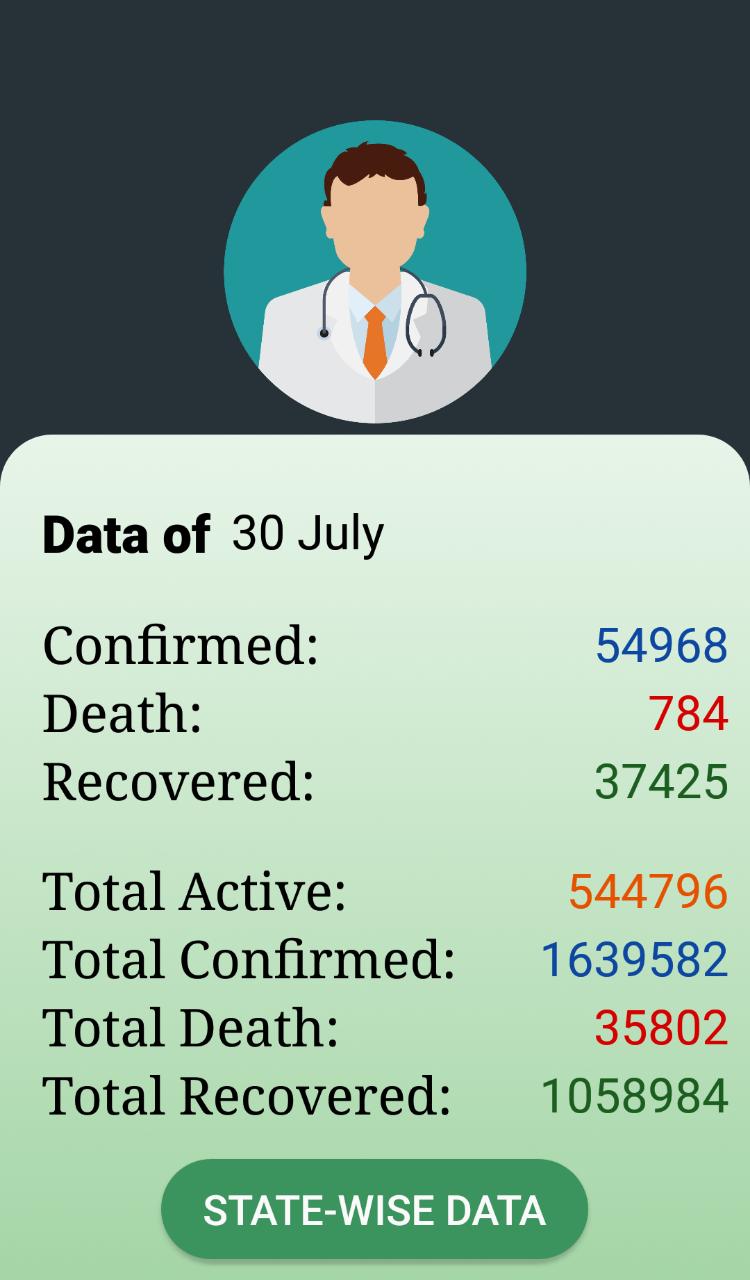 Data of 30 July
Confirmed: 54968
Death: 784
Recovered: 37425
Total Active: 544796
Total Confirmed: 1639582
Total Death: 35802
Total Recovered: 1058984
STATE-WISE DATA